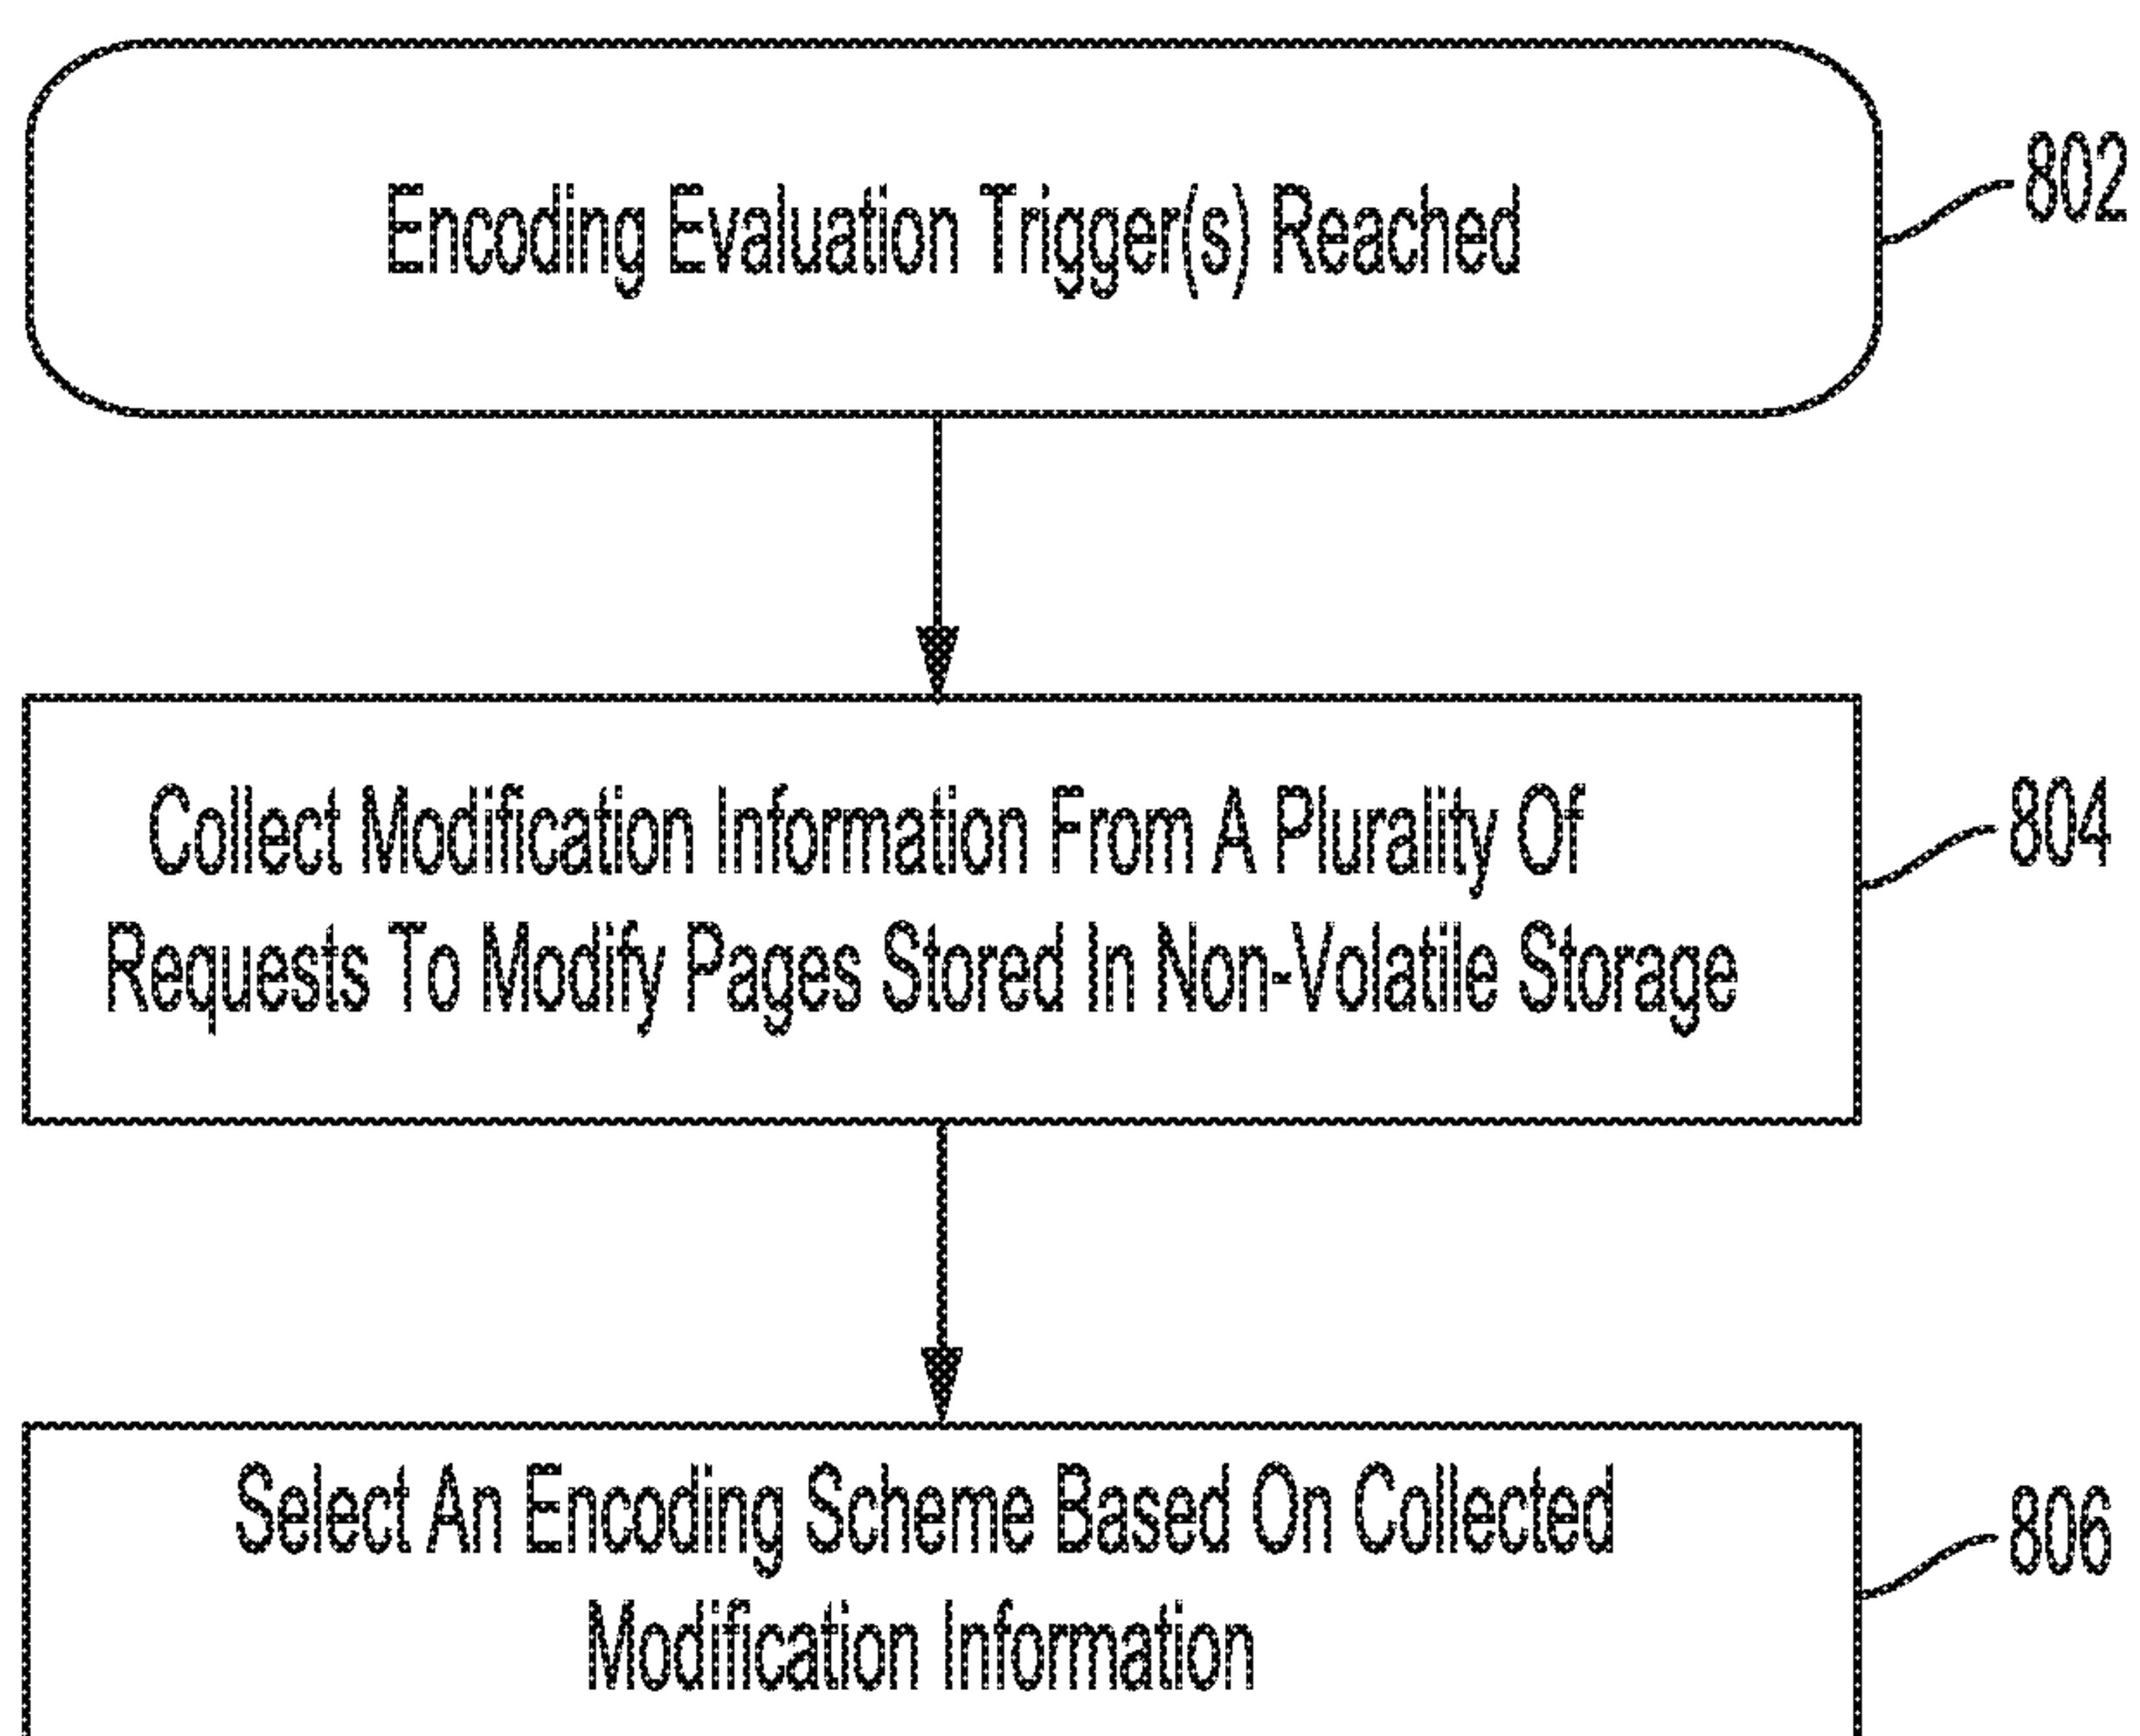 Encoding Evaluation Trigger(s) Reached
802
Collect Modification Information From A Plurality Of
Requests To Modify Pages Stored In Non-Volatile Storage
804
Select An Encoding Scheme Based On Collected
Modification Information
806